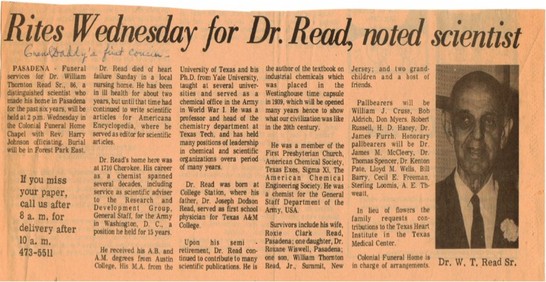 Rites Wednesday for Dr. Read, noted scientist
GranDaddy's first Cousin.
PASADENA - Funeral
services for Dr. William
Thornton Read Sr., 86, a
distinguished scientist who
made his home in Pasadena
for the past six years, will be
held at 2 p.m. Wednesday in
the Colonial Funeral Home
Chapel with Rev. Harry
Johnson officiating. Burial
will be in Forest Park East.
If you miss
your paper,
call us after
8 a. m. for
delivery after
10 a. m.
473-5511
Dr. Read died of heart
failure Sunday in a local
nursing home. He has been
in ill health for about two
years, but until that time had
continued to write scientific
articles for Americana
Encyclopedia, where he
served as editor for scientific
articles.
Dr. Read's home here was
at 1710 Cherokee. His career
as a chemist spanned
several decades, including
service as scientific adviser
to the Research and
Development Group,
General Staff, for the Army
in Washington, D. C., a
position he held for 15 years.
He received his A.B. and
A.M. degrees from Austin
College, His M.A. from the
University of Texas and his
Ph.D. from Yale University,
taught at several univer-
sities and served as a
chemical office in the Army
in World War I. He was a
professor and head of the
chemistry department at
Texas Tech, and has held
many positions of leadership
in chemical and scientific
organizations overa period
of many years.
Dr. Read was born at
College Station, where his
father, Dr. Joseph Dodson
Read, served as first school
physician for Texas A&M
College.
Upon his semi -
retirement, Dr. Read con-
tinued to contribute to many
scientific publications. He is
the author of the textbook on
industrial chemicals which
was placed in the
Westinghouse time capsule
in 1939, which will be opened
many years hence to show
what our civilization was like
in the 20th century.
He was a member of the
First Presbyterian Church,
American Chemical Society,
Texas Exes, Sigma Xi, The
American Chemical
Engineering Society. He was
a chemist for the General
Staff Department of the
Army, USA.
Survivors include his wife,
Roxie Clark Read,
Pasadena; one daughter, Dr.
Roxane Wawell, Pasadena;
one son, William Thornton
Read, Jr., Summit, New
Jersey; and two grand-
children and a host of
friends.
Pallbearers will be
William J. Cruse, Bob
Aldrich, Don Myers, Robert
Russell, H. D. Haney, Dr.
James Furrh. Honorary
pallbearers will be Dr.
James M. McCleery, Dr.
Thomas Spencer, Dr. Kenton
Pate, Lloyd M. Wells, Bill
Barry, Cecil E. Freeman,
Sterling Loomis, A. E. Th-
weatt.
In lieu of flowers the
family requests con-
tributions to the Texas Heart
Institute in the Texas
Medical Center.
Colonial Funeral Home is
in charge of arrangements.
Dr. W. T. Read Sr.